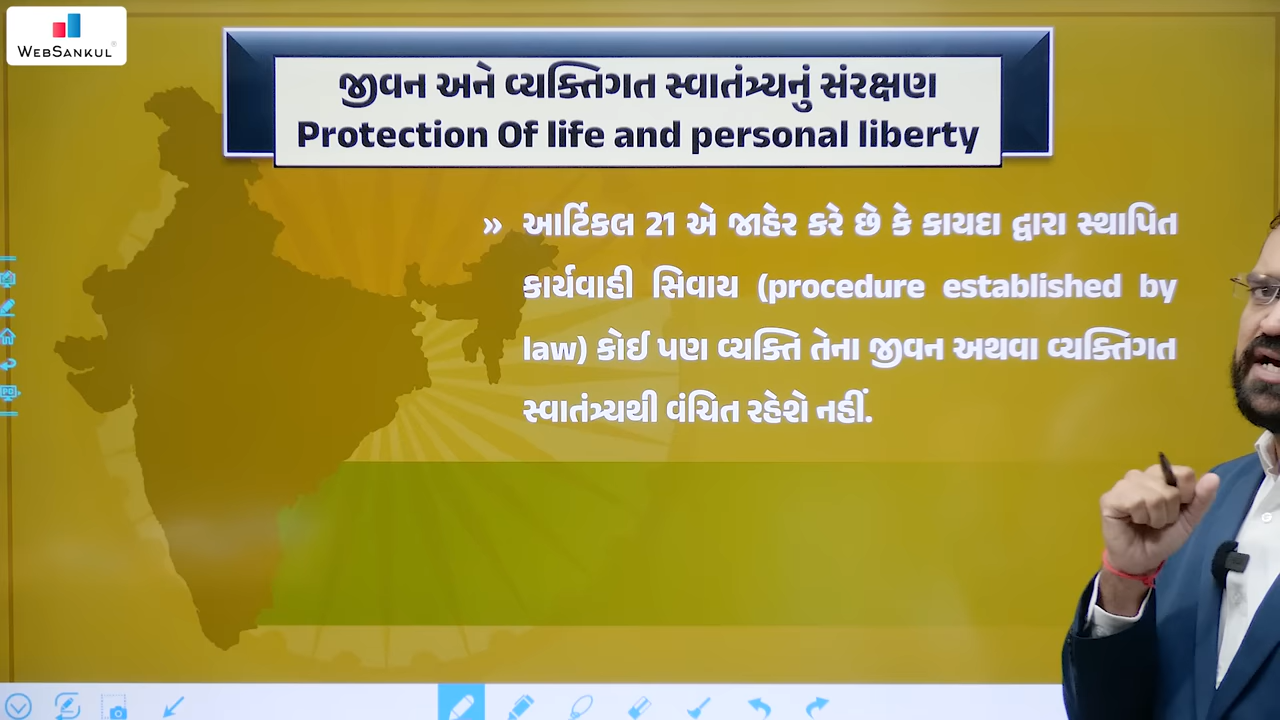 WEBSANKUL
જીવન અને વ્યક્તિગત સ્વાતંત્ર્યનું સંરક્ષણ
Protection Of life and personal liberty
» આર્ટિકલ 21 એ જાહેર કરે છે કે કાયદા દ્વારા સ્થાપિત
કાર્યવાહી સિવાય (procedure established by
law) કોઈ પણ વ્યક્તિ તેના જીવન અથવા વ્યક્તિગત
સ્વાતંત્ર્યથી વંચિત રહેશે નહીં.